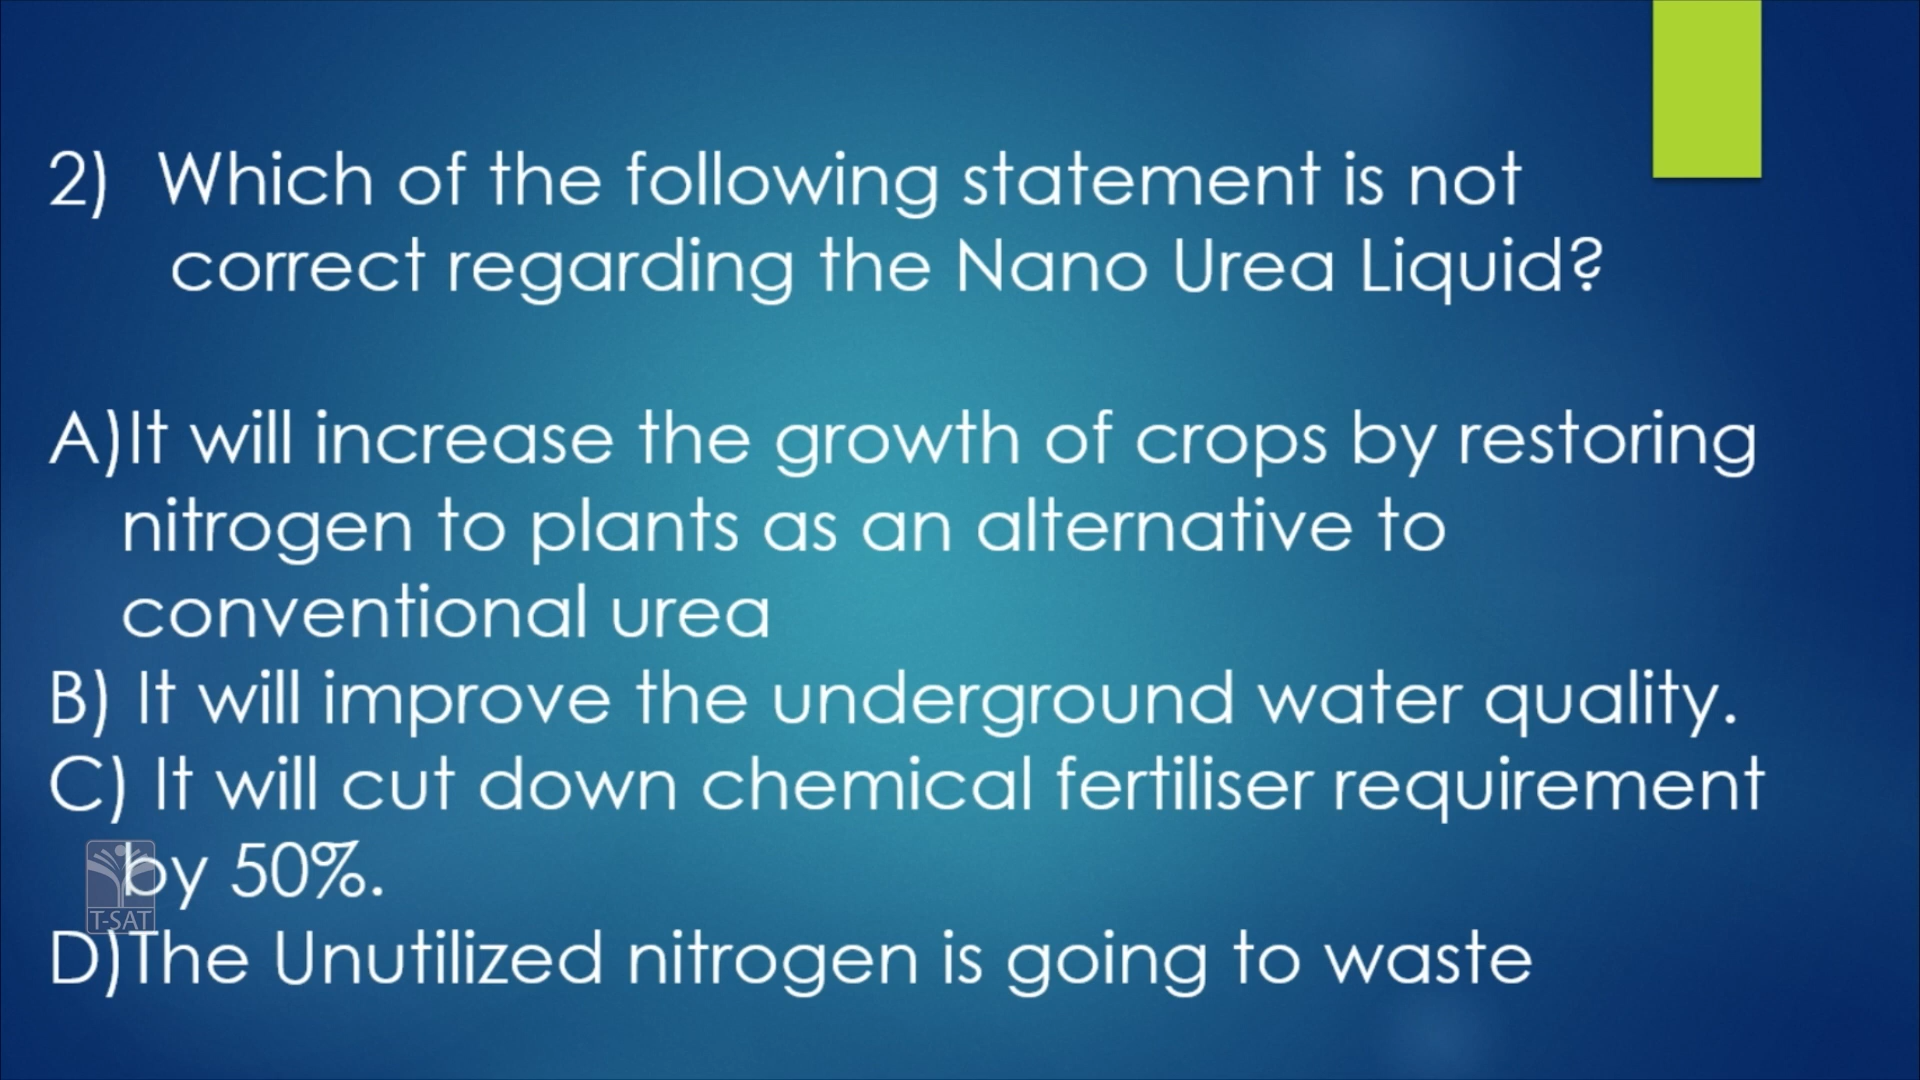 2) Which of the following statement is not
correct regarding the Nano Urea Liquid?
A)It will increase the growth of crops by restoring
nitrogen to plants as an alternative to
conventional urea
B) It will improve the underground water quality.
C) It will cut down chemical fertiliser requirement
by 50%.
T-SAT
D)The Unutilized nitrogen is going to waste